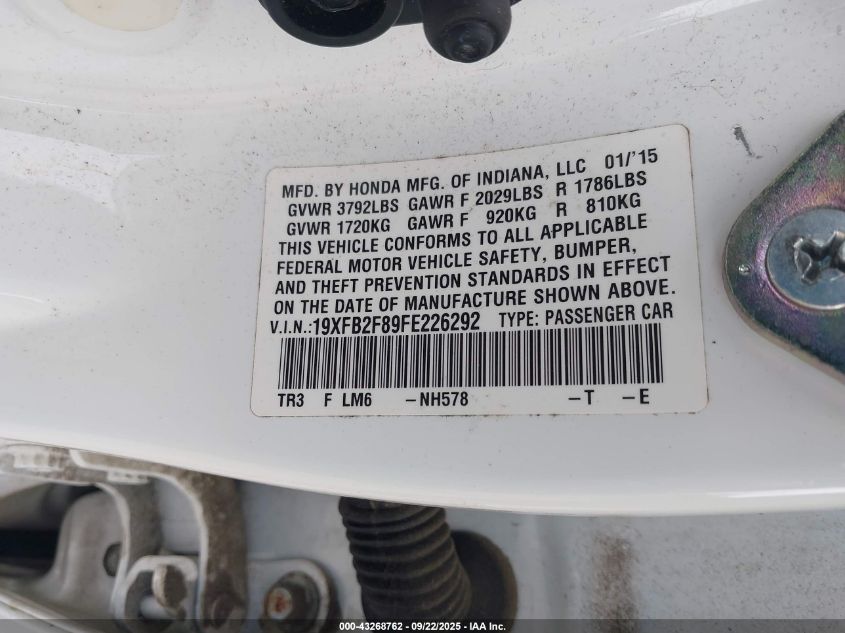 MFD. BY HONDA MFG. OF INDIANA, LLC 01/'15
GVWR 3792LBS GAWR F 2029LBS R 1786LBS
GVWR 1720KG GAWR F 920KG R 810KG
THIS VEHICLE CONFORMS TO ALL APPLICABLE
FEDERAL MOTOR VEHICLE SAFETY, BUMPER,
AND THEFT PREVENTION STANDARDS IN EFFECT
ON THE DATE OF MANUFACTURE SHOWN ABOVE.
V.I.N.:19XFB2F89FE226292 TYPE: PASSENGER CAR
TR3 F LM6 -NH578 -T -E
000-43268762 - 09/22/2025 - IAA Inc.